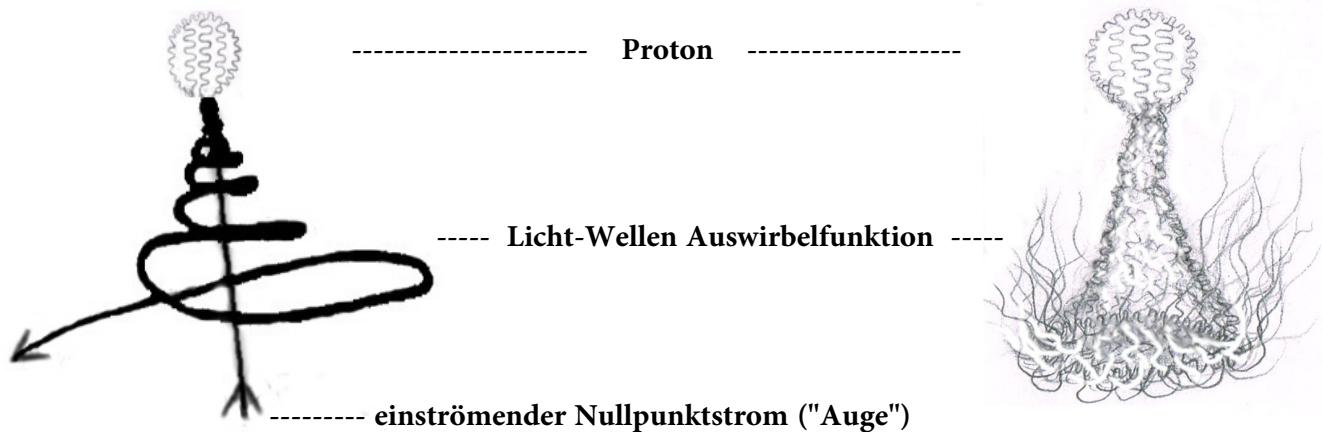 ---------------------- Proton --------------------
----- Licht-Wellen Auswirbelfunktion -----
--------- einströmender Nullpunktstrom ("Auge")